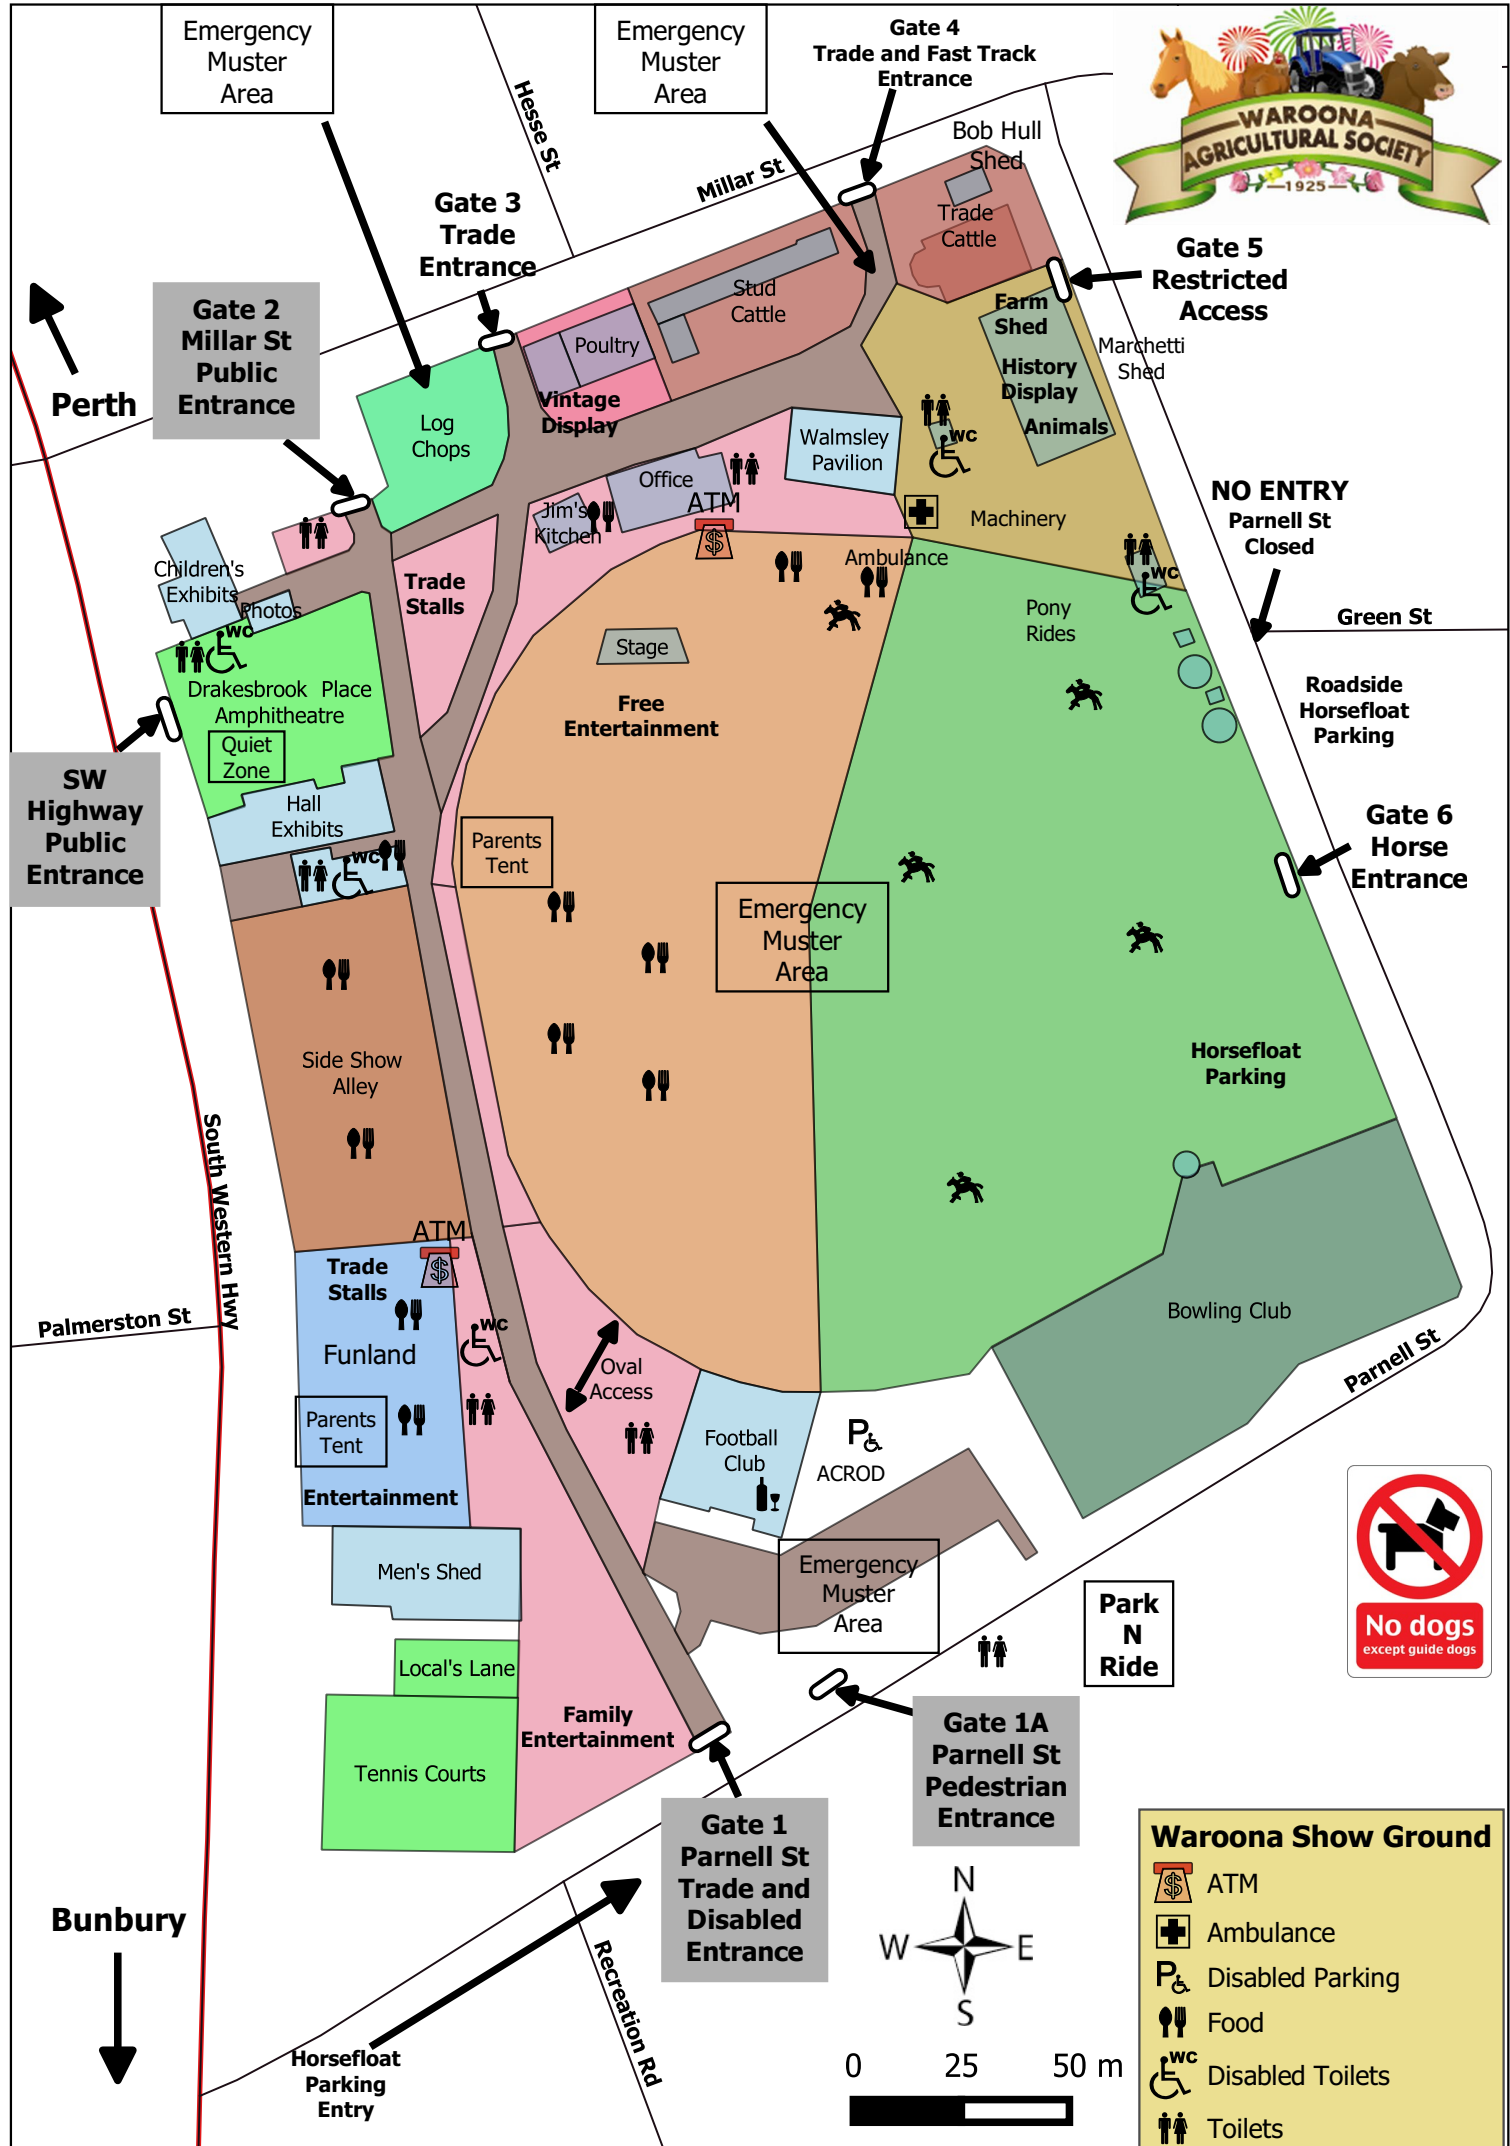 Emergency
Muster
Area
Emergency
Muster
Area
Gate 4
Trade and Fast Track
Entrance
WAROONA
AGRICULTURAL SOCIETY
1925
Hesse St
Millar St
Bob Hull
Shed
Trade
Cattle
Gate 3
Trade
Entrance
Gate 5
Restricted
Access
Gate 2
Millar St
Public
Entrance
Perth
Stud
Cattle
Poultry
Vintage
Display
Farm
Shed
History
Display
Animals
Marchetti
Shed
Log
Chops
Walmsley
Pavilion
WC
Office
ATM
$
Jim's
Kitchen
Machinery
Ambulance
NO ENTRY
Parnell St
Closed
Children's
Exhibits
Photos
Trade
Stalls
WC
WC
Pony
Rides
Green St
Stage
Free
Entertainment
Drakesbrook Place
Amphitheatre
Quiet
Zone
Roadside
Horsefloat
Parking
SW
Highway
Public
Entrance
Hall
Exhibits
WC
Parents
Tent
Gate 6
Horse
Entrance
Emergency
Muster
Area
Side Show
Alley
Horsefloat
Parking
South Western Hwy
ATM
$
Trade
Stalls
Palmerston St
Funland
WC
Oval
Access
Bowling Club
Parnell St
Parents
Tent
Entertainment
Football
Club
P
ACROD
Men's Shed
Emergency
Muster
Area
Park
N
Ride
No dogs
except guide dogs
Local's Lane
Family
Entertainment
Tennis Courts
Gate 1A
Parnell St
Pedestrian
Entrance
Gate 1
Parnell St
Trade and
Disabled
Entrance
Bunbury
Recreation Rd
Horsefloat
Parking
Entry
N
W E
S
0 25 50 m
Waroona Show Ground
$ ATM
Ambulance
P Disabled Parking
Food
WC Disabled Toilets
Toilets